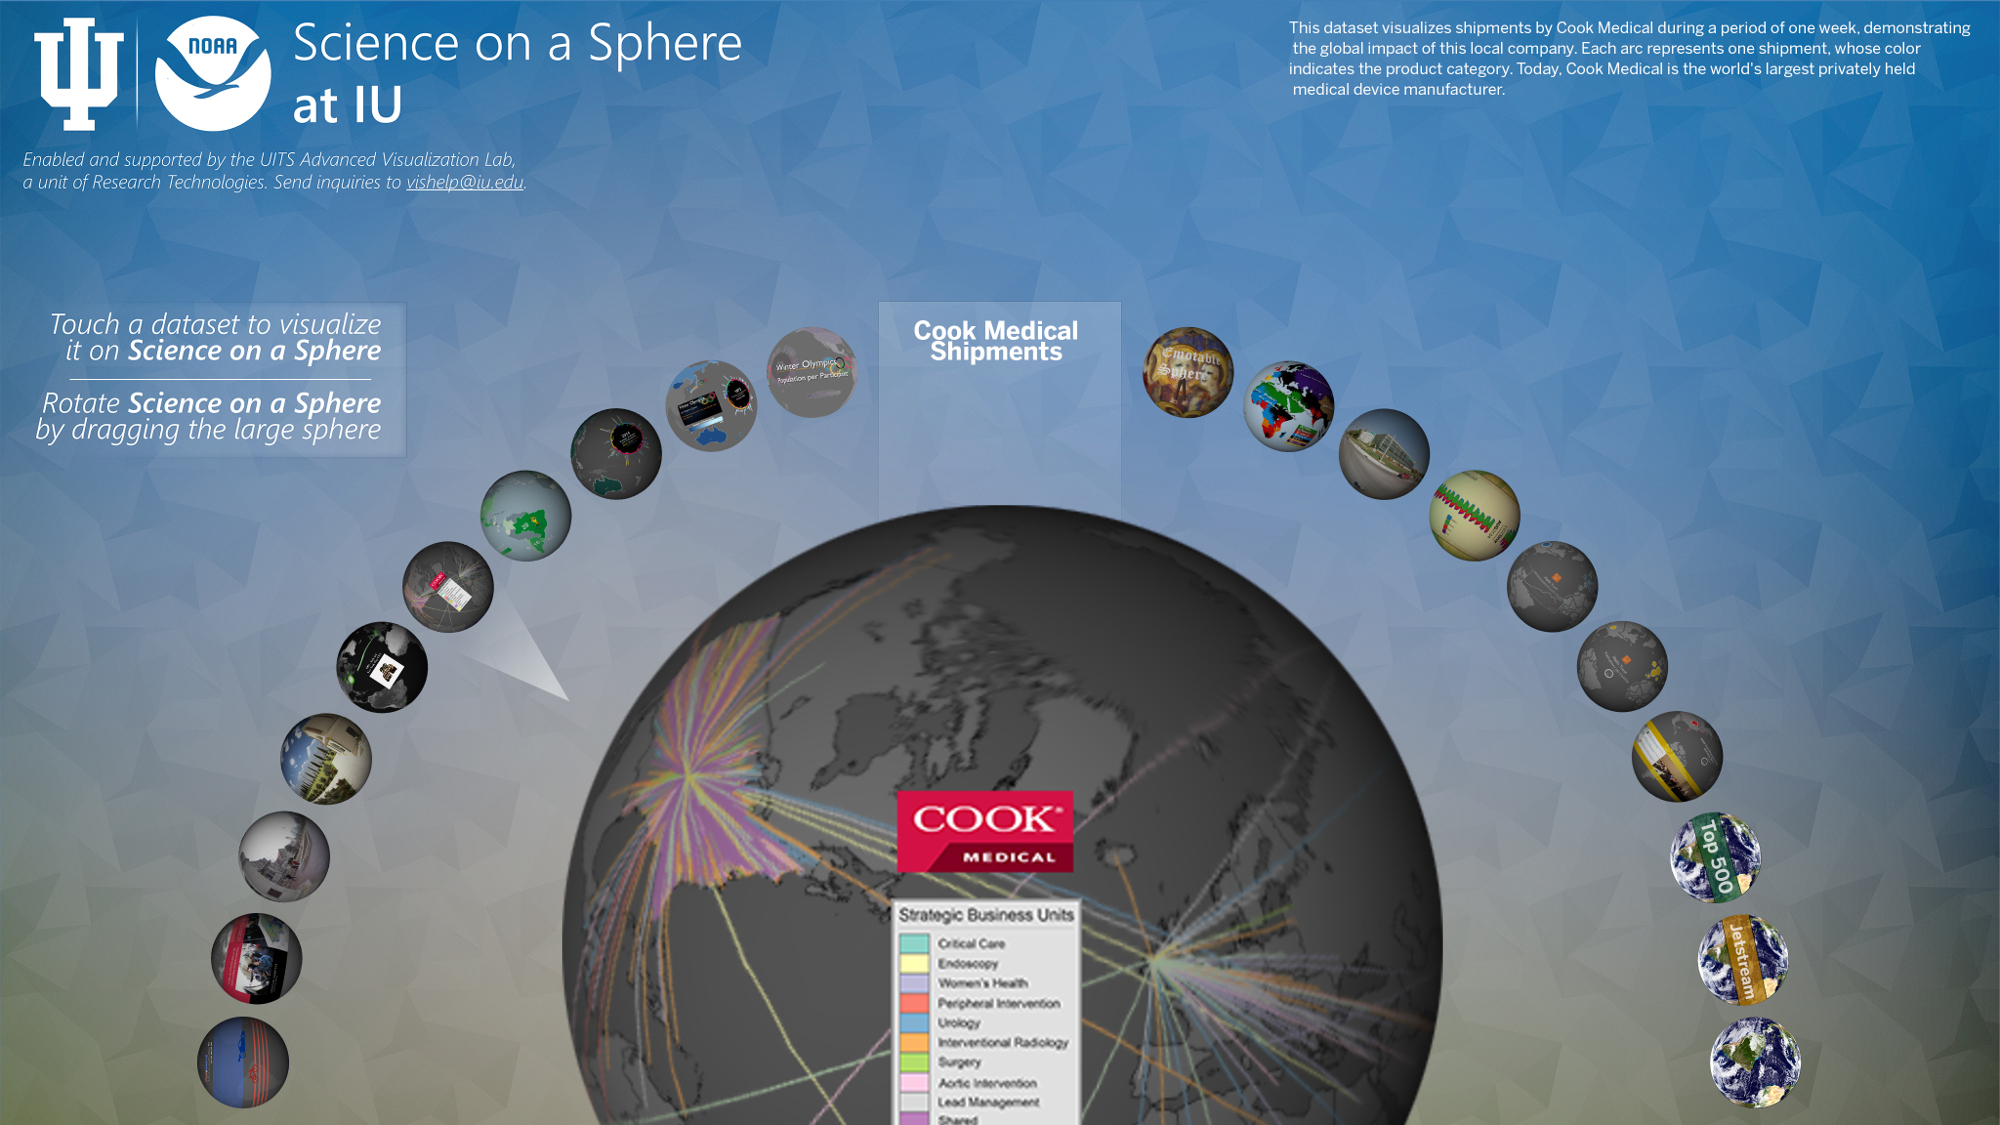 NOAA
Science on a Sphere
at IU
Enabled and supported by the UITS Advanced Visualization Lab,
a unit of Research Technologies. Send inquiries to vishelp@iu.edu.
This dataset visualizes shipments by Cook Medical during a period of one week, demonstrating
the global impact of this local company. Each arc represents one shipment, whose color
indicates the product category. Today, Cook Medical is the world's largest privately held
medical device manufacturer.
Touch a dataset to visualize
it on Science on a Sphere
Rotate Science on a Sphere
by dragging the large sphere
Cook Medical
Shipments
Winter Olympics
Population per Participant
Emotable
Sphere
COOK
Top 500
Jetstream
COOK®
MEDICAL
Strategic Business Units
Critical Care
Endoscopy
Women's Health
Peripheral Intervention
Urology
Interventional Radiology
Surgery
Aortic Intervention
Lead Management
Shared